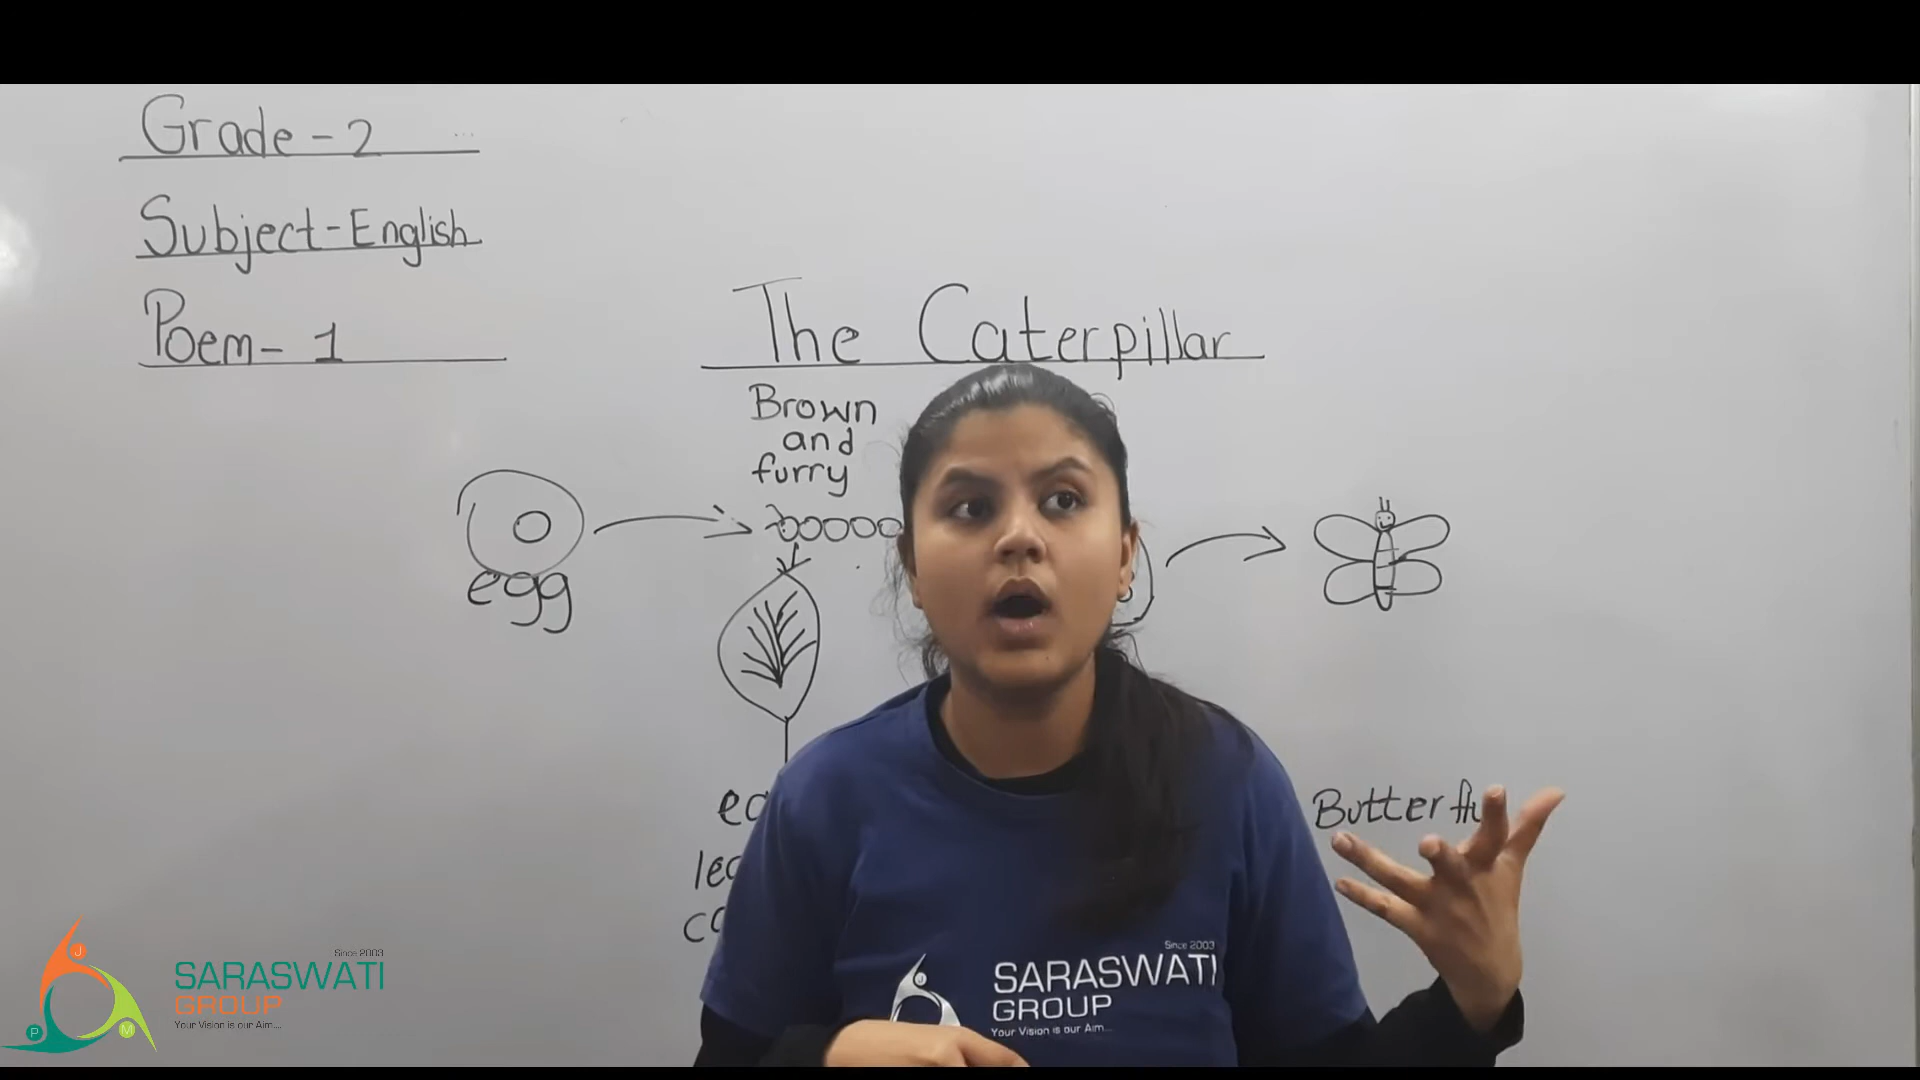 Grade - 2
Subject - English
Poem - 1
The Caterpillar
Brown
and
furry
egg
Since 2003
SARASWATI
GROUP
Your Vision is our Aim...
J
P
M
Since 2003
SARASWATI
GROUP
Your Vision is our Aim...